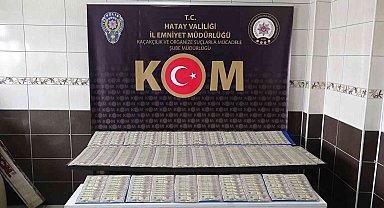 T.C.
HATAY VALİLİĞİ
İL EMNİYET MÜDÜRLÜĞÜ
KAÇAKÇILIK VE ORGANİZE SUÇLARLA MÜCADELE
ŞUBE MÜDÜRLÜĞÜ
KOM